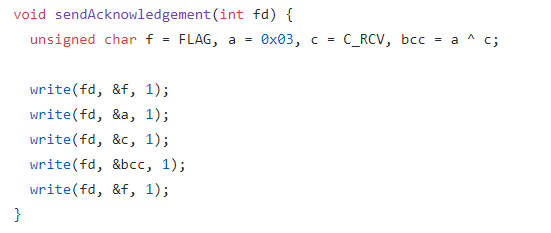 void sendAcknowledgement(int fd) {
  unsigned char f = FLAG, a = 0x03, c = C_RCV, bcc = a ^ c;

  write(fd, &f, 1);
  write(fd, &a, 1);
  write(fd, &c, 1);
  write(fd, &bcc, 1);
  write(fd, &f, 1);
}